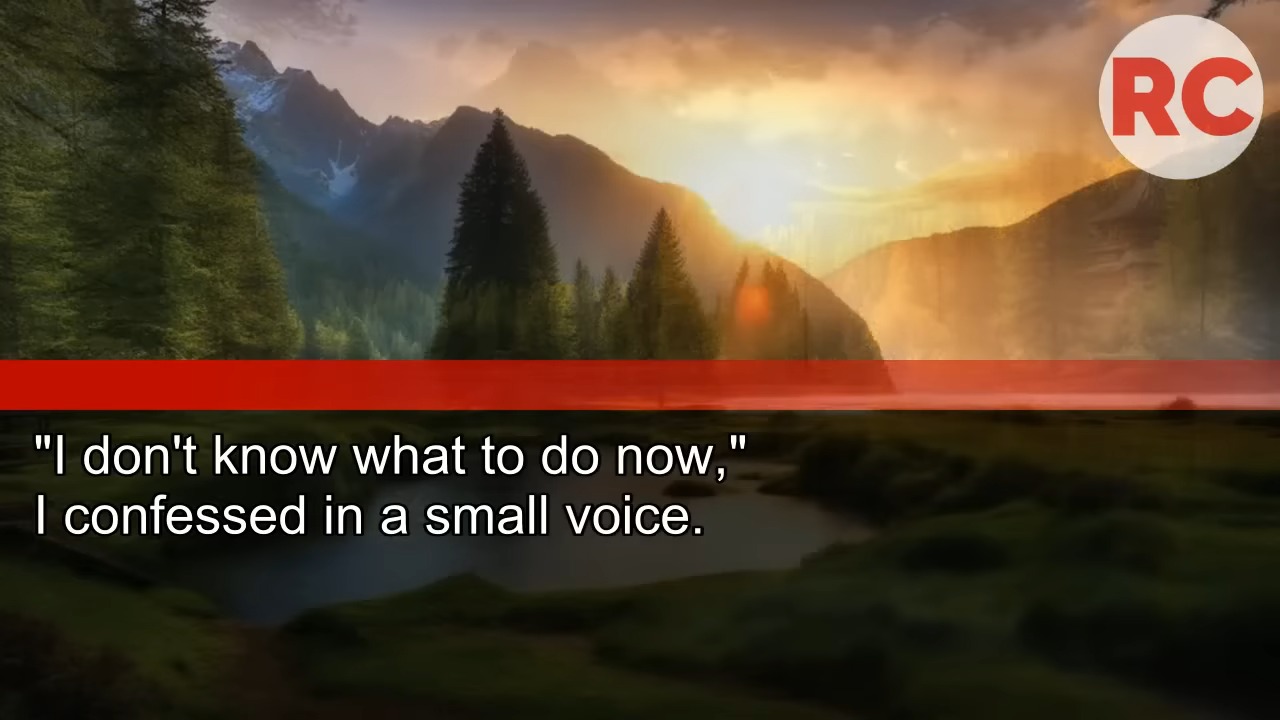 RC
"I don't know what to do now,"
I confessed in a small voice.